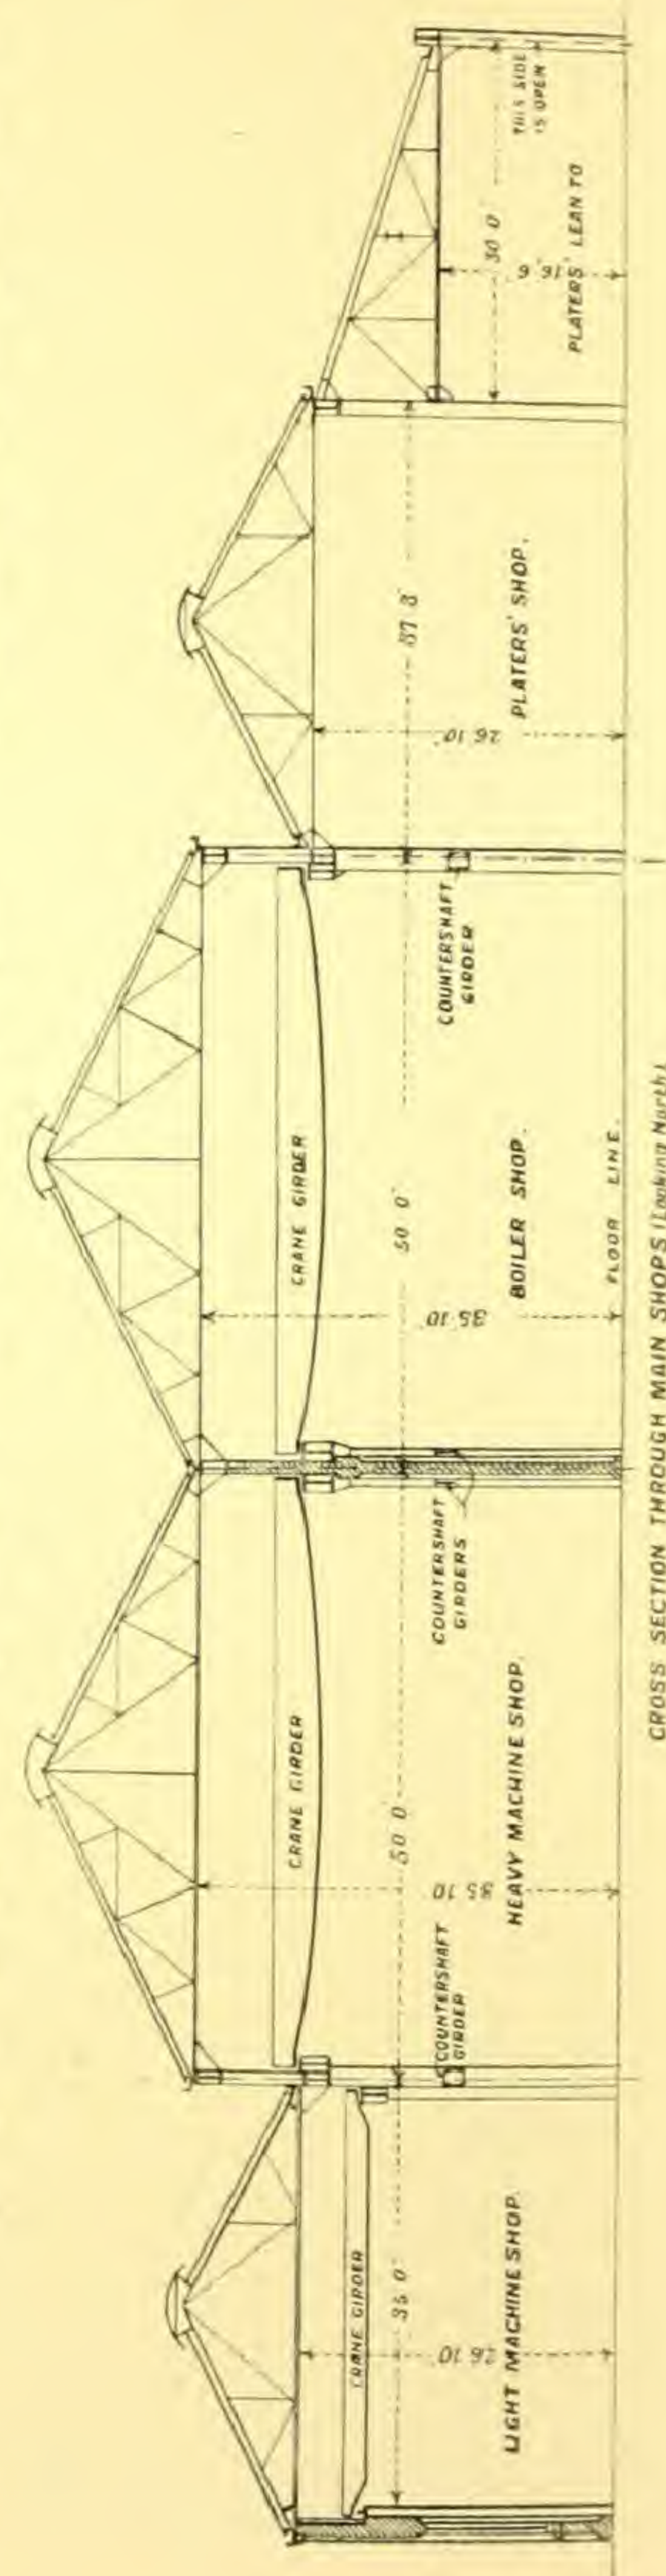 THIS SIDE
IS OPEN
30' 0"
16' 6"
PLATERS' LEAN TO
37' 3"
PLATERS' SHOP.
26' 10"
COUNTERSHAFT
GIRDER
CRANE GIRDER
50' 0"
BOILER SHOP.
FLOOR LINE.
35' 10"
COUNTERSHAFT
GIRDERS
CRANE GIRDER
50' 0"
HEAVY MACHINE SHOP.
35' 10"
COUNTERSHAFT
GIRDER
CRANE GIRDER
35' 0"
26' 10"
LIGHT MACHINE SHOP.
CROSS SECTION THROUGH MAIN SHOPS (Looking North)